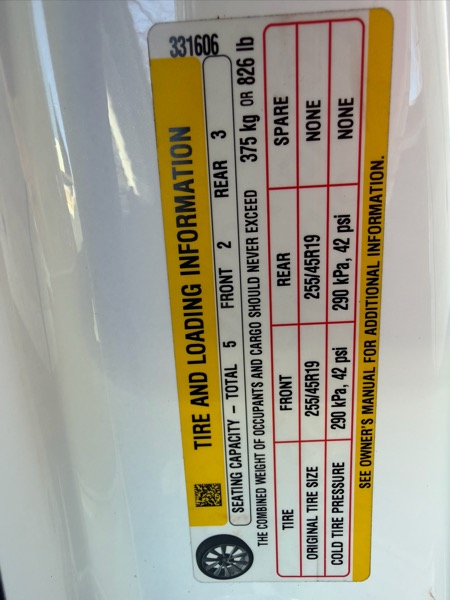 331606
TIRE AND LOADING INFORMATION
SEATING CAPACITY – TOTAL 5 FRONT 2 REAR 3
THE COMBINED WEIGHT OF OCCUPANTS AND CARGO SHOULD NEVER EXCEED 375 kg OR 826 lb
TIRE FRONT REAR SPARE
ORIGINAL TIRE SIZE 255/45R19 255/45R19 NONE
COLD TIRE PRESSURE 290 kPa, 42 psi 290 kPa, 42 psi NONE
SEE OWNER'S MANUAL FOR ADDITIONAL INFORMATION.